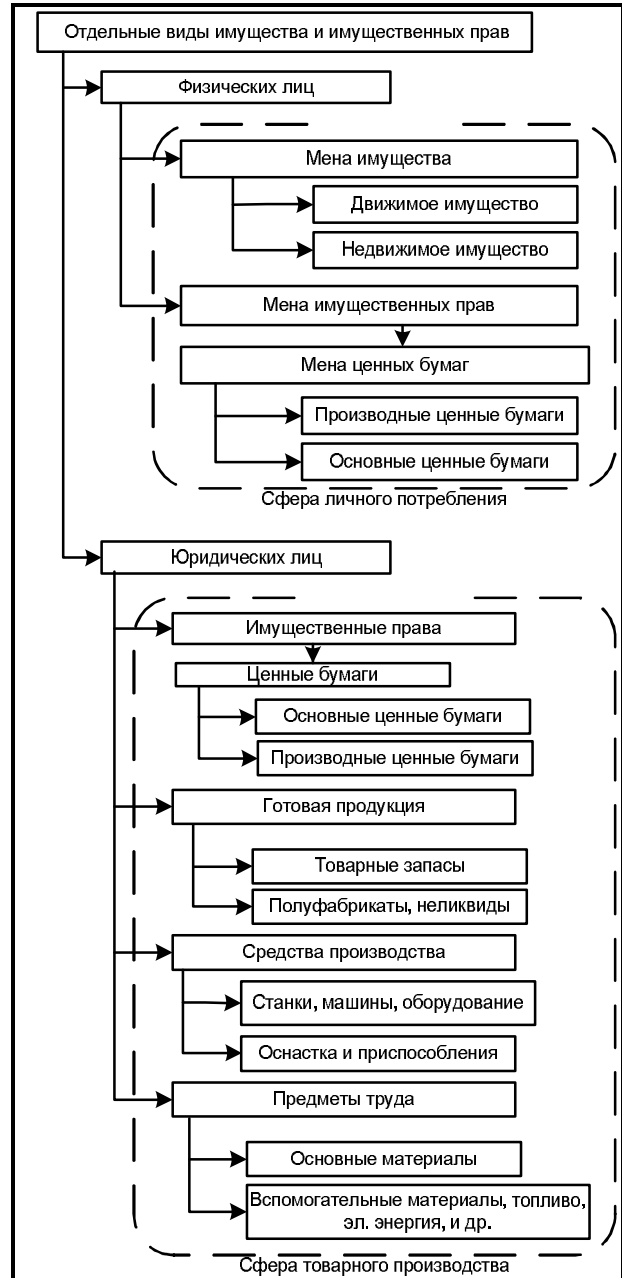 Отдельные виды имущества и имущественных прав
Физических лиц
Мена имущества
Движимое имущество
Недвижимое имущество
Мена имущественных прав
Мена ценных бумаг
Производные ценные бумаги
Основные ценные бумаги
Сфера личного потребления
Юридических лиц
Имущественные права
Ценные бумаги
Основные ценные бумаги
Производные ценные бумаги
Готовая продукция
Товарные запасы
Полуфабрикаты, неликвиды
Средства производства
Станки, машины, оборудование
Оснастка и приспособления
Предметы труда
Основные материалы
Вспомогательные материалы, топливо,
эл. энергия, и др.
Сфера товарного производства